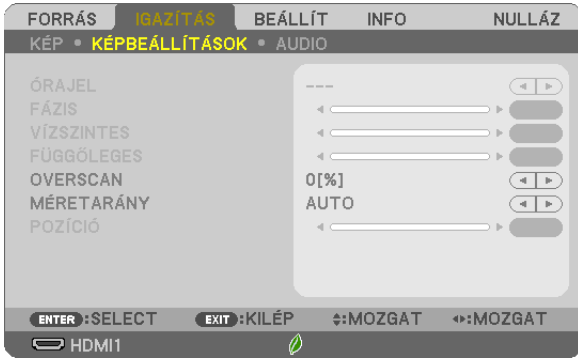 FORRÁS IGAZÍTÁS BEÁLLÍT INFO NULLÁZ
KÉP • KÉPBEÁLLÍTÁSOK • AUDIO
ÓRAJEL ---
FÁZIS
VÍZSZINTES
FÜGGÖLEGES
OVERSCAN 0[%]
MÉRETARÁNY AUTO
POZÍCIÓ
ENTER :SELECT EXIT :KILÉP :MOZGAT :MOZGAT
HDMI1